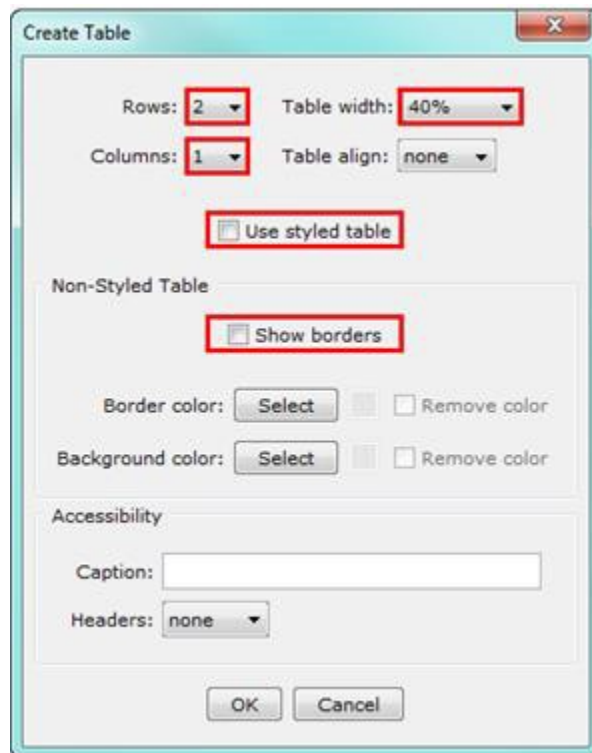 Create Table
Rows: 2 Table width: 40%
Columns: 1 Table align: none
Use styled table
Non-Styled Table
Show borders
Border color: Select Remove color
Background color: Select Remove color
Accessibility
Caption:
Headers: none
OK Cancel